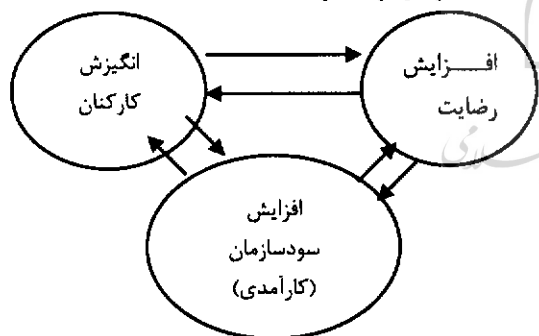 افـــزایش
رضایت
انگیزش
کارکنان
افزایش
سودسازمان
(کارآمدی)